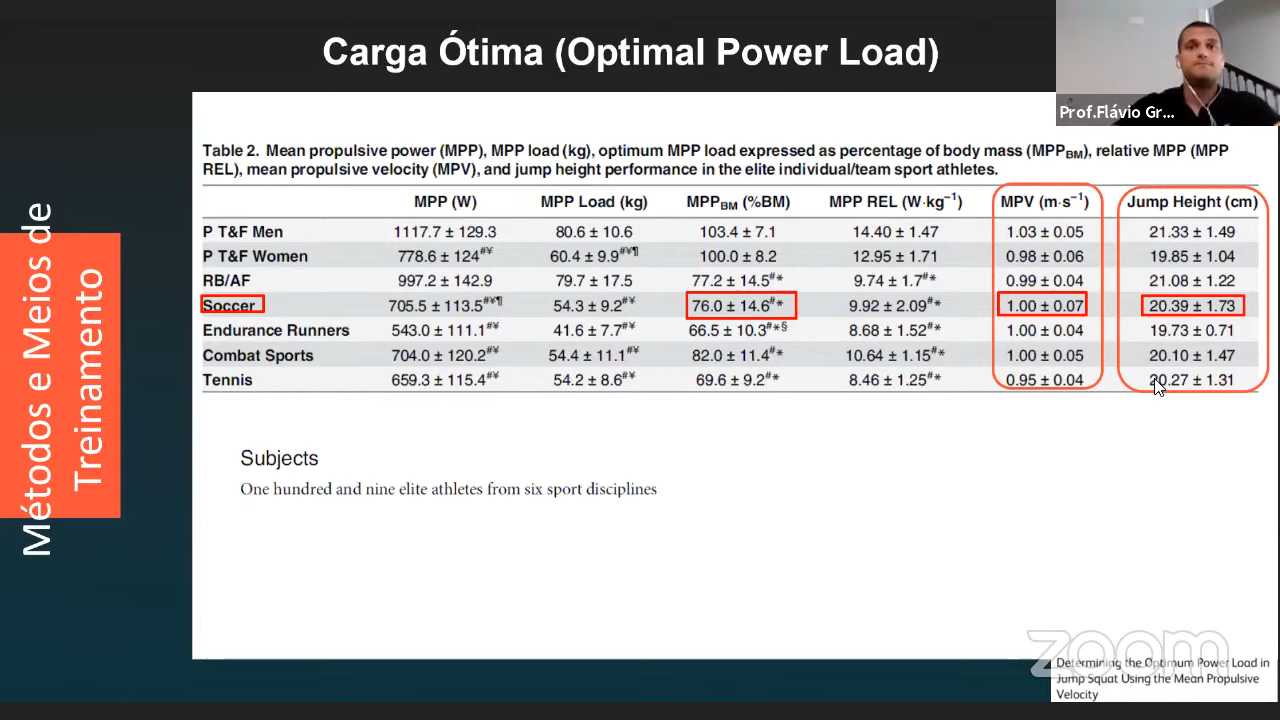 Carga Ótima (Optimal Power Load)
Prof.Flávio Gr...
Métodos e Meios de
Treinamento
Table 2. Mean propulsive power (MPP), MPP load (kg), optimum MPP load expressed as percentage of body mass (MPP_BM), relative MPP (MPP
REL), mean propulsive velocity (MPV), and jump height performance in the elite individual/team sport athletes.
MPP (W) MPP Load (kg) MPP_BM (%BM) MPP REL (W·kg⁻¹) MPV (m·s⁻¹) Jump Height (cm)
P T&F Men 1117.7 ± 129.3 80.6 ± 10.6 103.4 ± 7.1 14.40 ± 1.47 1.03 ± 0.05 21.33 ± 1.49
P T&F Women 778.6 ± 124#¥ 60.4 ± 9.9#¥¶ 100.0 ± 8.2 12.95 ± 1.71 0.98 ± 0.06 19.85 ± 1.04
RB/AF 997.2 ± 142.9 79.7 ± 17.5 77.2 ± 14.5#* 9.74 ± 1.7#* 0.99 ± 0.04 21.08 ± 1.22
Soccer 705.5 ± 113.5#¥¶ 54.3 ± 9.2#¥ 76.0 ± 14.6#* 9.92 ± 2.09#* 1.00 ± 0.07 20.39 ± 1.73
Endurance Runners 543.0 ± 111.1#¥ 41.6 ± 7.7#¥ 66.5 ± 10.3#*§ 8.68 ± 1.52#* 1.00 ± 0.04 19.73 ± 0.71
Combat Sports 704.0 ± 120.2#¥ 54.4 ± 11.1#¥ 82.0 ± 11.4#* 10.64 ± 1.15#* 1.00 ± 0.05 20.10 ± 1.47
Tennis 659.3 ± 115.4#¥ 54.2 ± 8.6#¥ 69.6 ± 9.2#* 8.46 ± 1.25#* 0.95 ± 0.04 20.27 ± 1.31
Subjects
One hundred and nine elite athletes from six sport disciplines
zoom
Determining the Optimum Power Load in
Jump Squat Using the Mean Propulsive
Velocity